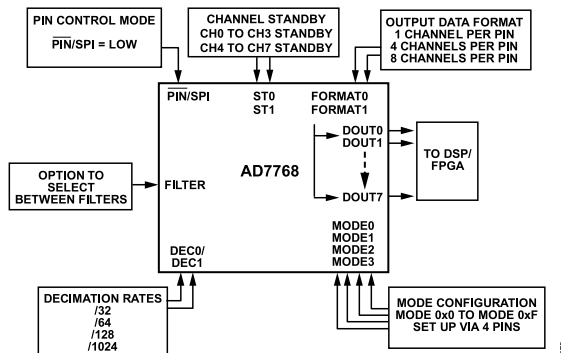 PIN CONTROL MODE
PIN/SPI = LOW
CHANNEL STANDBY
CH0 TO CH3 STANDBY
CH4 TO CH7 STANDBY
OUTPUT DATA FORMAT
1 CHANNEL PER PIN
4 CHANNELS PER PIN
8 CHANNELS PER PIN
PIN/SPI
ST0
ST1
FORMAT0
FORMAT1
DOUT0
DOUT1
TO DSP/
FPGA
AD7768
OPTION TO
SELECT
BETWEEN FILTERS
FILTER
DOUT7
MODE0
MODE1
MODE2
MODE3
DEC0/
DEC1
DECIMATION RATES
/32
/64
/128
/1024
MODE CONFIGURATION
MODE 0x0 TO MODE 0xF
SET UP VIA 4 PINS